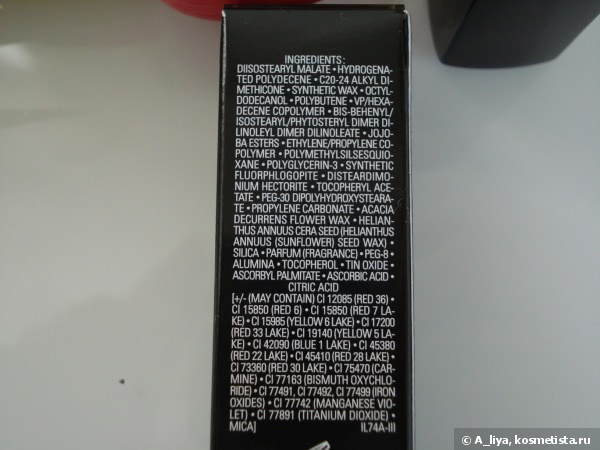 INGREDIENTS:
DIISOSTEARYL MALATE • HYDROGENA-
TED POLYDECENE • C20-24 ALKYL DI-
METHICONE • SYNTHETIC WAX • OCTYL-
DODECANOL • POLYBUTENE • VP/HEXA-
DECENE COPOLYMER • BIS-BEHENYL/
ISOSTEARYL/PHYTOSTERYL DIMER DI-
LINOLEYL DIMER DILINOLEATE • JOJO-
BA ESTERS • ETHYLENE/PROPYLENE CO-
POLYMER • POLYMETHYLSILSESQUIO-
XANE • POLYGLYCERIN-3 • SYNTHETIC
FLUORPHLOGOPITE • DISTEARDIMO-
NIUM HECTORITE • TOCOPHERYL ACE-
TATE • PEG-30 DIPOLYHYDROXYSTEARA-
TE • PROPYLENE CARBONATE • ACACIA
DECURRENS FLOWER WAX • HELIAN-
THUS ANNUUS CERA SEED (HELIANTHUS
ANNUUS (SUNFLOWER) SEED WAX) •
SILICA • PARFUM (FRAGRANCE) • PEG-8 •
ALUMINA • TOCOPHEROL • TIN OXIDE •
ASCORBYL PALMITATE • ASCORBIC ACID •
CITRIC ACID
[+/- (MAY CONTAIN) CI 12085 (RED 36) •
CI 15850 (RED 6) • CI 15850 (RED 7 LA-
KE) • CI 15985 (YELLOW 6 LAKE) • CI 17200
(RED 33 LAKE) • CI 19140 (YELLOW 5 LA-
KE) • CI 42090 (BLUE 1 LAKE) • CI 45380
(RED 22 LAKE) • CI 45410 (RED 28 LAKE) •
CI 73360 (RED 30 LAKE) • CI 75470 (CAR-
MINE) • CI 77163 (BISMUTH OXYCHLO-
RIDE) • CI 77491, CI 77492, CI 77499 (IRON
OXIDES) • CI 77742 (MANGANESE VIO-
LET) • CI 77891 (TITANIUM DIOXIDE) •
MICA] IL74A-III
© A_liya, kosmetista.ru